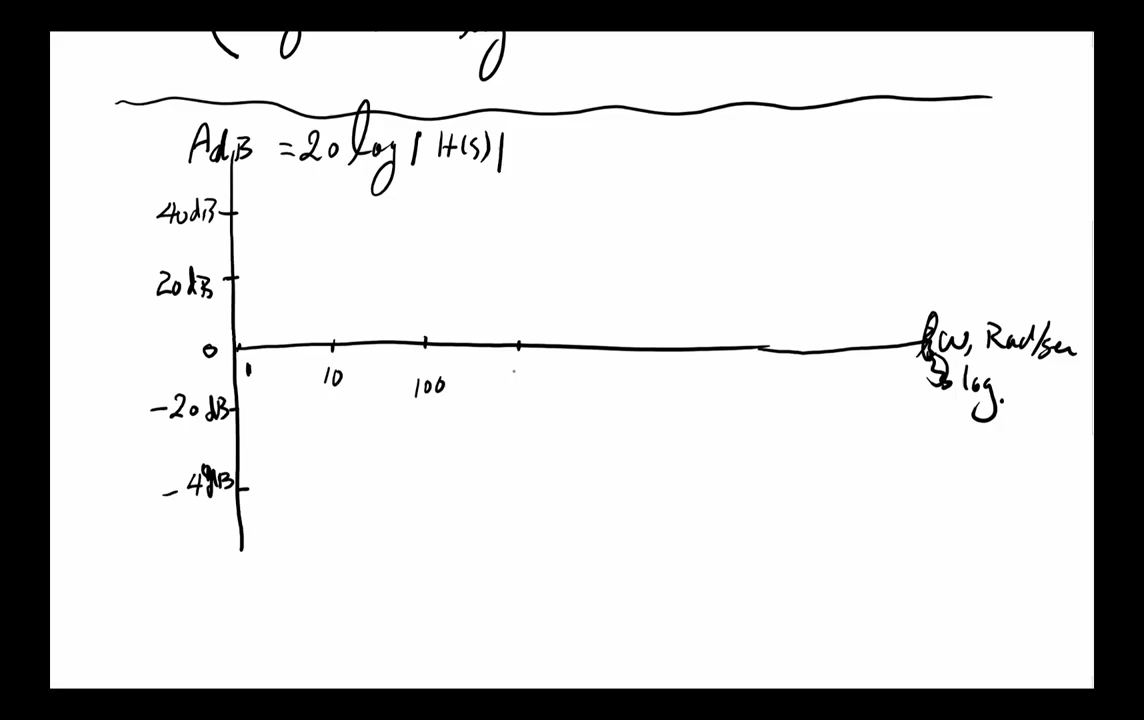 AdB = 20 log | H(s) |
40dB
20dB
0
ω, Rad/sec
1
10
100
log.
-20dB
-40dB